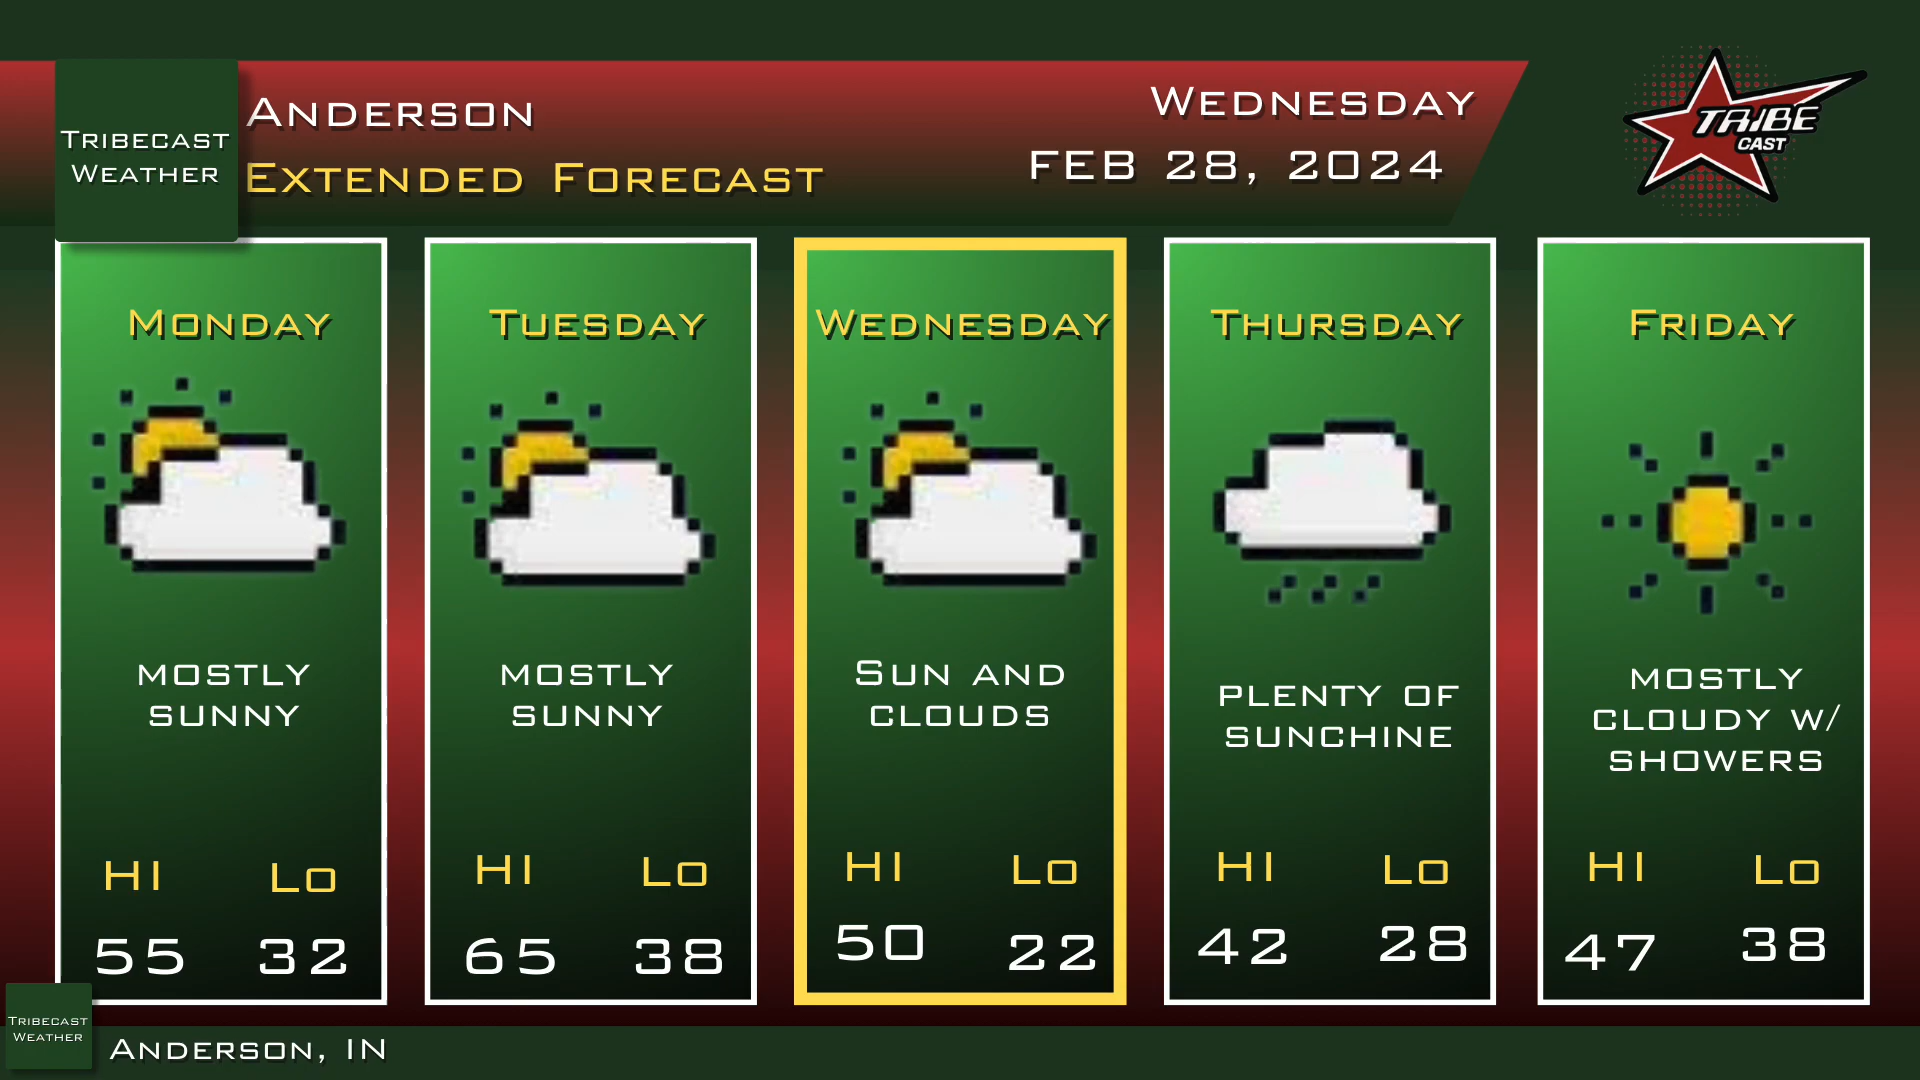 Tribecast
Weather
Anderson
Extended Forecast
Wednesday
FEB 28, 2024
TRIBE
CAST
Monday
MOSTLY
SUNNY
HI Lo
55 32
Tuesday
MOSTLY
SUNNY
HI Lo
65 38
Wednesday
Sun and
clouds
HI Lo
50 22
Thursday
PLENTY OF
SUNCHINE
HI Lo
42 28
Friday
MOSTLY
CLOUDY W/
SHOWERS
HI Lo
47 38
Tribecast
Weather
Anderson, IN